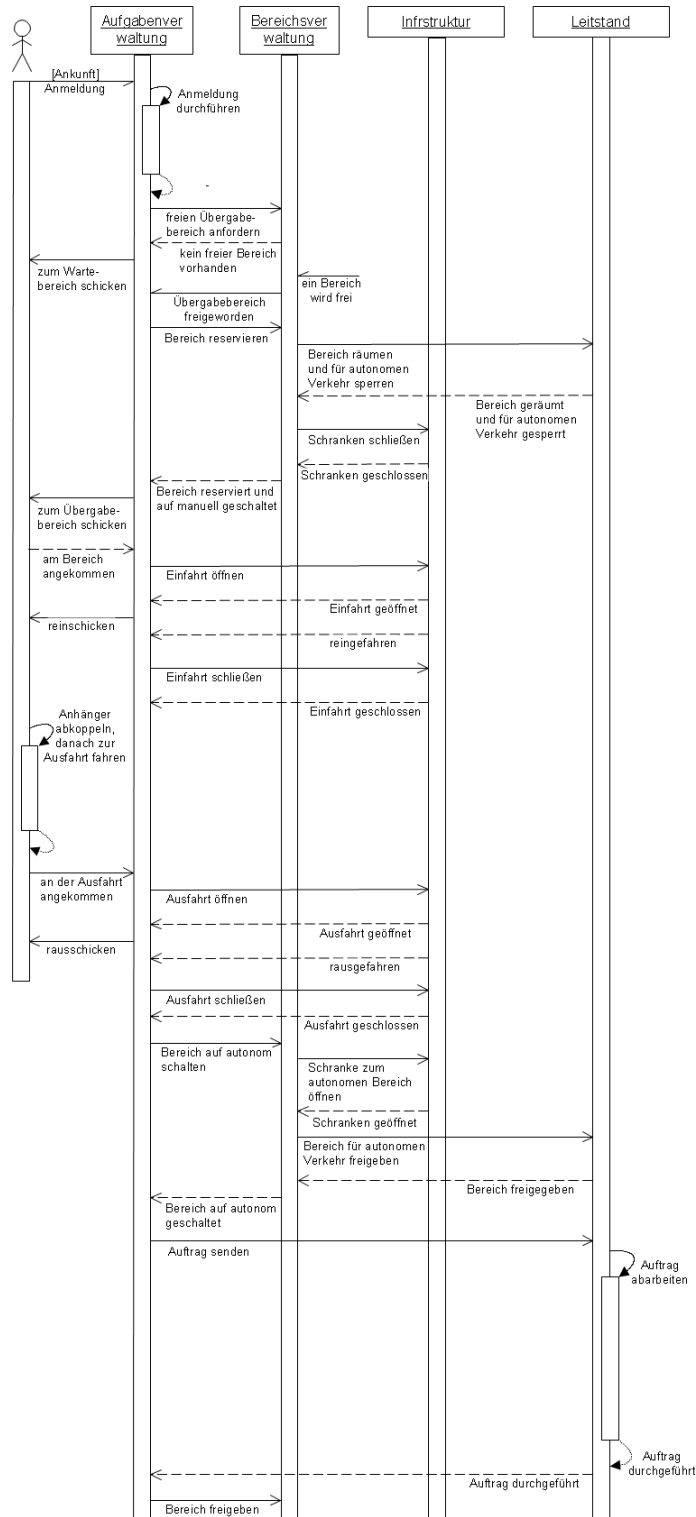 Aufgabenver
waltung
Bereichsver
waltung
Infrstruktur
Leitstand
[Ankunft]
Anmeldung
Anmeldung
durchführen
freien Übergabe-
bereich anfordern
kein freier Bereich
vorhanden
zum Warte-
bereich schicken
ein Bereich
wird frei
Übergabebereich
freigeworden
Bereich reservieren
Bereich räumen
und für autonomen
Verkehr sperren
Bereich geräumt
und für autonomen
Verkehr gesperrt
Schranken schließen
Schranken geschlossen
Bereich reserviert und
auf manuell geschaltet
zum Übergabe-
bereich schicken
am Bereich
angekommen
Einfahrt öffnen
Einfahrt geöffnet
reinschicken
reingefahren
Einfahrt schließen
Einfahrt geschlossen
Anhänger
abkoppeln,
danach zur
Ausfahrt fahren
an der Ausfahrt
angekommen
Ausfahrt öffnen
Ausfahrt geöffnet
rausschicken
rausgefahren
Ausfahrt schließen
Ausfahrt geschlossen
Bereich auf autonom
schalten
Schranke zum
autonomen Bereich
öffnen
Schranken geöffnet
Bereich für autonomen
Verkehr freigeben
Bereich freigegeben
Bereich auf autonom
geschaltet
Auftrag senden
Auftrag
abarbeiten
Auftrag
durchgeführt
Auftrag durchgeführt
Bereich freigeben